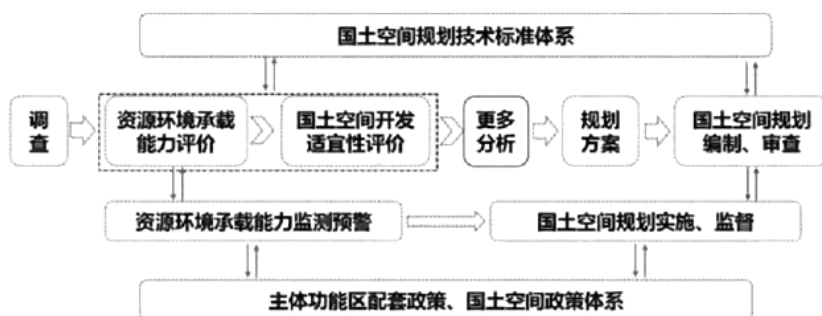 国土空间规划技术标准体系
调
查
资源环境承载
能力评价
国土空间开发
适宜性评价
更多
分析
规划
方案
国土空间规划
编制、审查
资源环境承载能力监测预警
国土空间规划实施、监督
主体功能区配套政策、国土空间政策体系